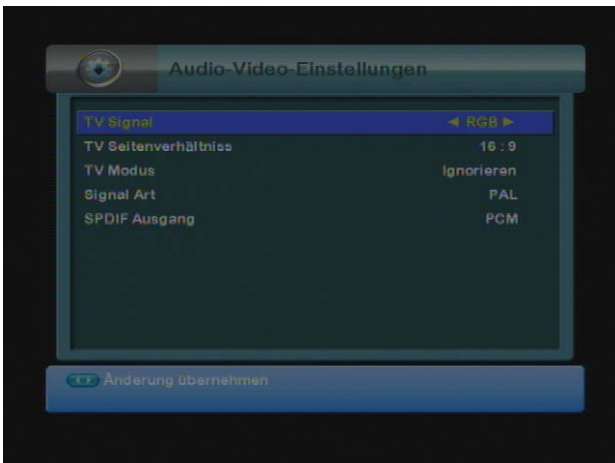 Audio-Video-Einstellungen
TV Signal ◄ RGB ►
TV Seitenverhältniss 16 : 9
TV Modus Ignorieren
Signal Art PAL
SPDIF Ausgang PCM
Änderung übernehmen